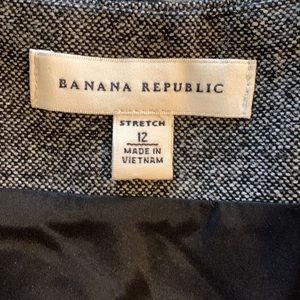 BANANA REPUBLIC
STRETCH
12
MADE IN
VIETNAM